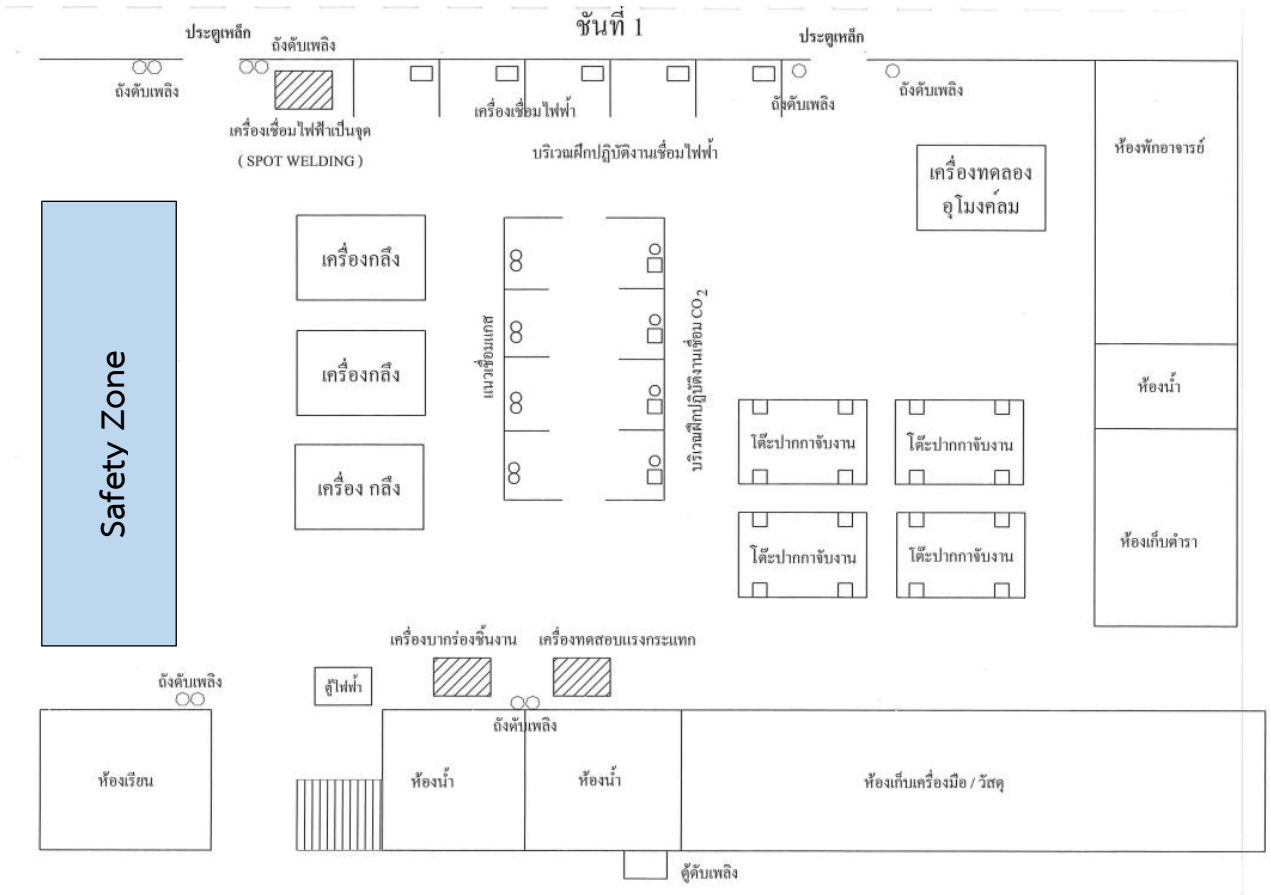 ชั้นที่ 1
ประตูเหล็ก
ถังดับเพลิง
ประตูเหล็ก
ถังดับเพลิง
ถังดับเพลิง
ถังดับเพลิง
เครื่องเชื่อมไฟฟ้า
เครื่องเชื่อมไฟฟ้าเป็นจุด
( SPOT WELDING )
บริเวณฝึกปฏิบัติงานเชื่อมไฟฟ้า
ห้องพักอาจารย์
เครื่องทดลอง
อุโมงค์ลม
Safety Zone
เครื่องกลึง
เครื่องกลึง
เครื่อง กลึง
แนวเชื่อมแกส
บริเวณฝึกปฏิบัติงานเชื่อม CO2
ห้องน้ำ
โต๊ะปากกาจับงาน
โต๊ะปากกาจับงาน
โต๊ะปากกาจับงาน
โต๊ะปากกาจับงาน
ห้องเก็บตำรา
เครื่องบากร่องชิ้นงาน
เครื่องทดสอบแรงกระแทก
ถังดับเพลิง
ตู้ไฟฟ้า
ถังดับเพลิง
ห้องเรียน
ห้องน้ำ
ห้องน้ำ
ห้องเก็บเครื่องมือ / วัสดุ
ตู้ดับเพลิง